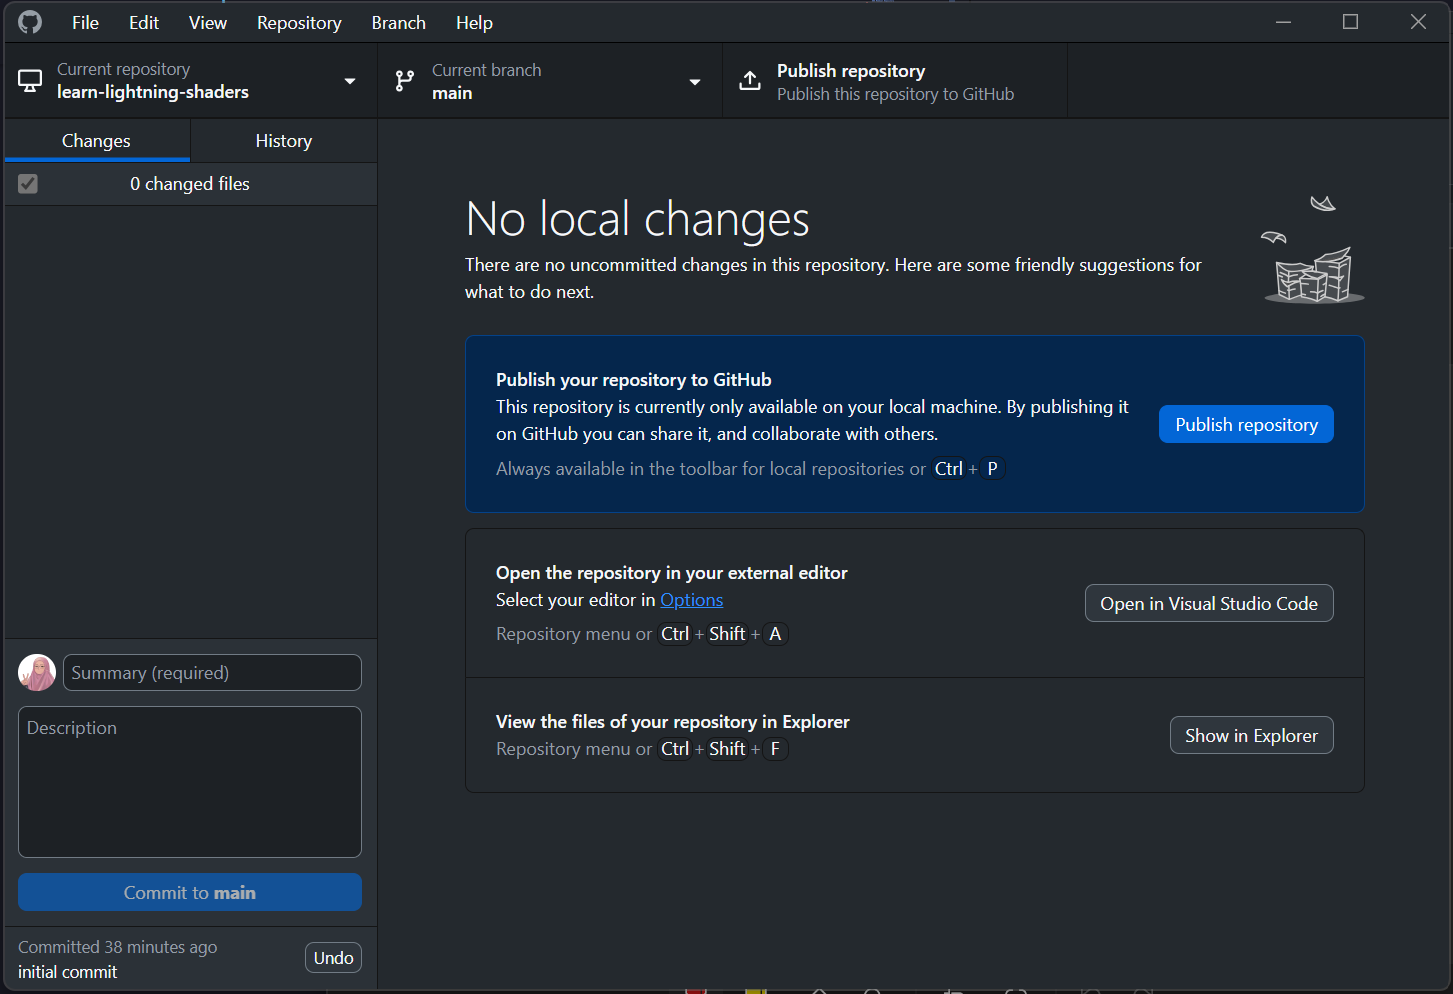 File Edit View Repository Branch Help
Current repository
learn-lightning-shaders
Current branch
main
Publish repository
Publish this repository to GitHub
Changes
History
0 changed files
No local changes
There are no uncommitted changes in this repository. Here are some friendly suggestions for
what to do next.
Publish your repository to GitHub
This repository is currently only available on your local machine. By publishing it
on GitHub you can share it, and collaborate with others.
Always available in the toolbar for local repositories or Ctrl + P
Publish repository
Open the repository in your external editor
Select your editor in Options
Repository menu or Ctrl + Shift + A
Open in Visual Studio Code
View the files of your repository in Explorer
Repository menu or Ctrl + Shift + F
Show in Explorer
Summary (required)
Description
Commit to main
Committed 38 minutes ago
initial commit
Undo